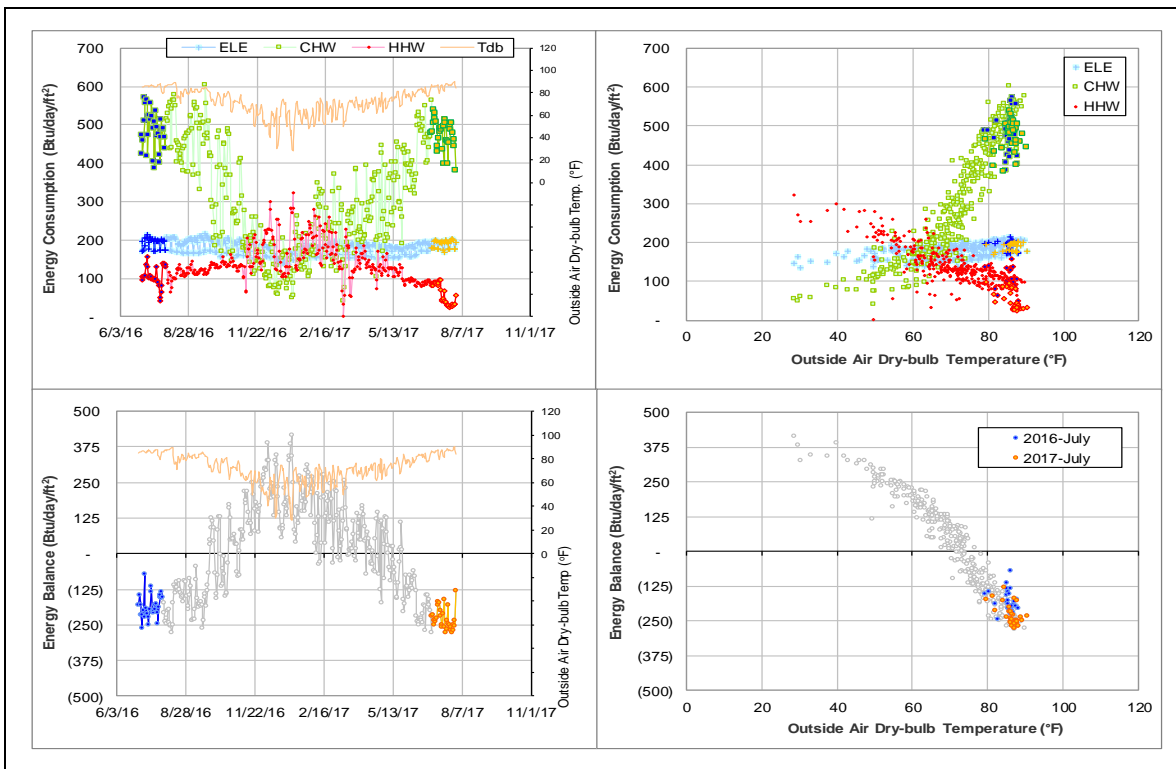 ELE CHW HHW Tdb
Energy Consumption (Btu/day/ft²)
700
600
500
400
300
200
100
-
120
100
80
60
40
20
0
Outside Air Dry-bulb Temp. (°F)
6/3/16 8/28/16 11/22/16 2/16/17 5/13/17 8/7/17 11/1/17
ELE
CHW
HHW
Energy Consumption (Btu/day/ft²)
700
600
500
400
300
200
100
-
0 20 40 60 80 100 120
Outside Air Dry-bulb Temperature (°F)
Energy Balance (Btu/day/ft²)
500
375
250
125
-
(125)
(250)
(375)
(500)
120
100
80
60
40
20
0
Outside Air Dry-bulb Temp (°F)
6/3/16 8/28/16 11/22/16 2/16/17 5/13/17 8/7/17 11/1/17
2016-July
2017-July
Energy Balance (Btu/day/ft²)
500
375
250
125
-
(125)
(250)
(375)
(500)
0 20 40 60 80 100 120
Outside Air Dry-bulb Temperature (°F)